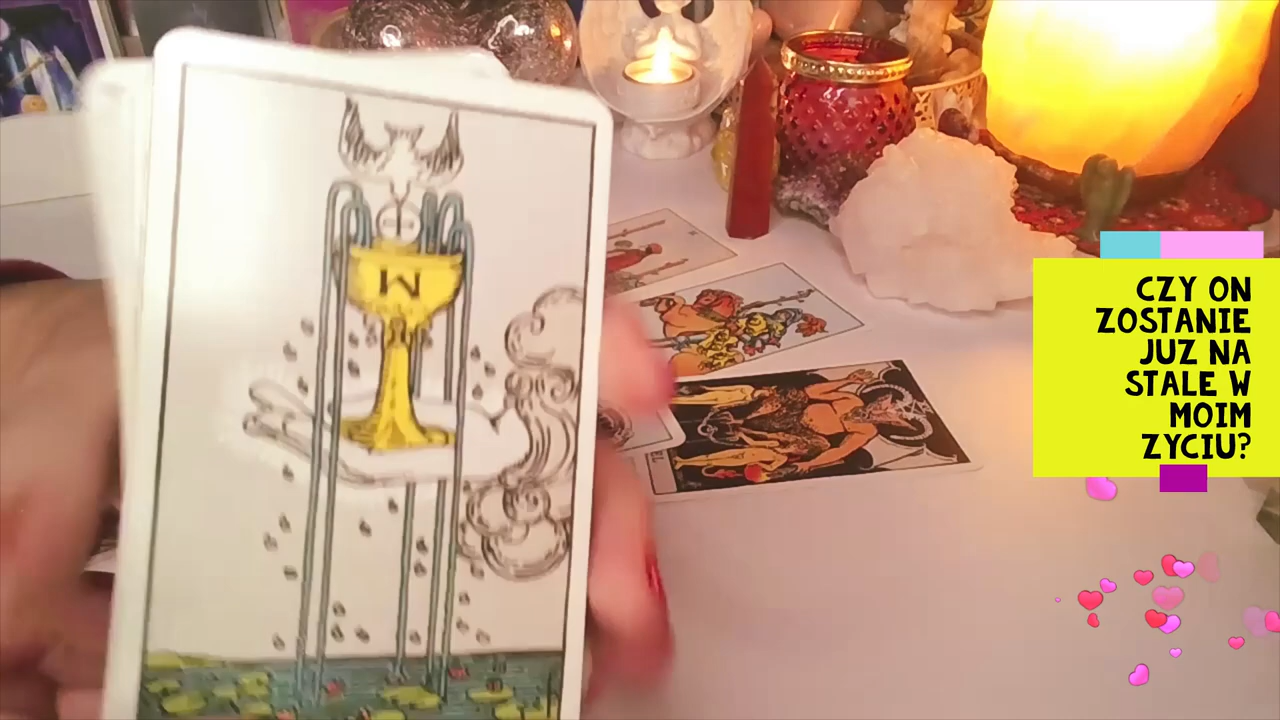 CZY ON
ZOSTANIE
JUZ NA
STALE W
MOIM
ZYCIU?